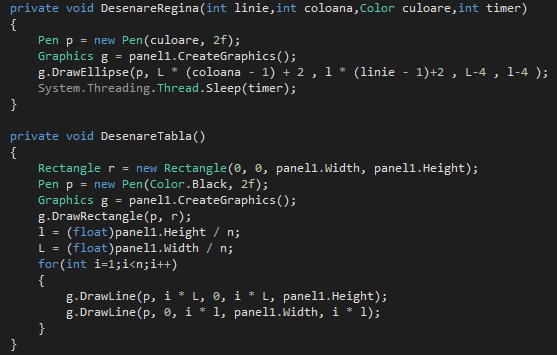 private void DesenareRegina(int linie,int coloana,Color culoare,int timer)
{
Pen p = new Pen(culoare, 2f);
Graphics g = panel1.CreateGraphics();
g.DrawEllipse(p, L * (coloana - 1) + 2 , l * (linie - 1)+2 , L-4 , l-4 );
System.Threading.Thread.Sleep(timer);
}
private void DesenareTabla()
{
Rectangle r = new Rectangle(0, 0, panel1.Width, panel1.Height);
Pen p = new Pen(Color.Black, 2f);
Graphics g = panel1.CreateGraphics();
g.DrawRectangle(p, r);
l = (float)panel1.Height / n;
L = (float)panel1.Width / n;
for(int i=1;i<n;i++)
{
g.DrawLine(p, i * L, 0, i * L, panel1.Height);
g.DrawLine(p, 0, i * l, panel1.Width, i * l);
}
}